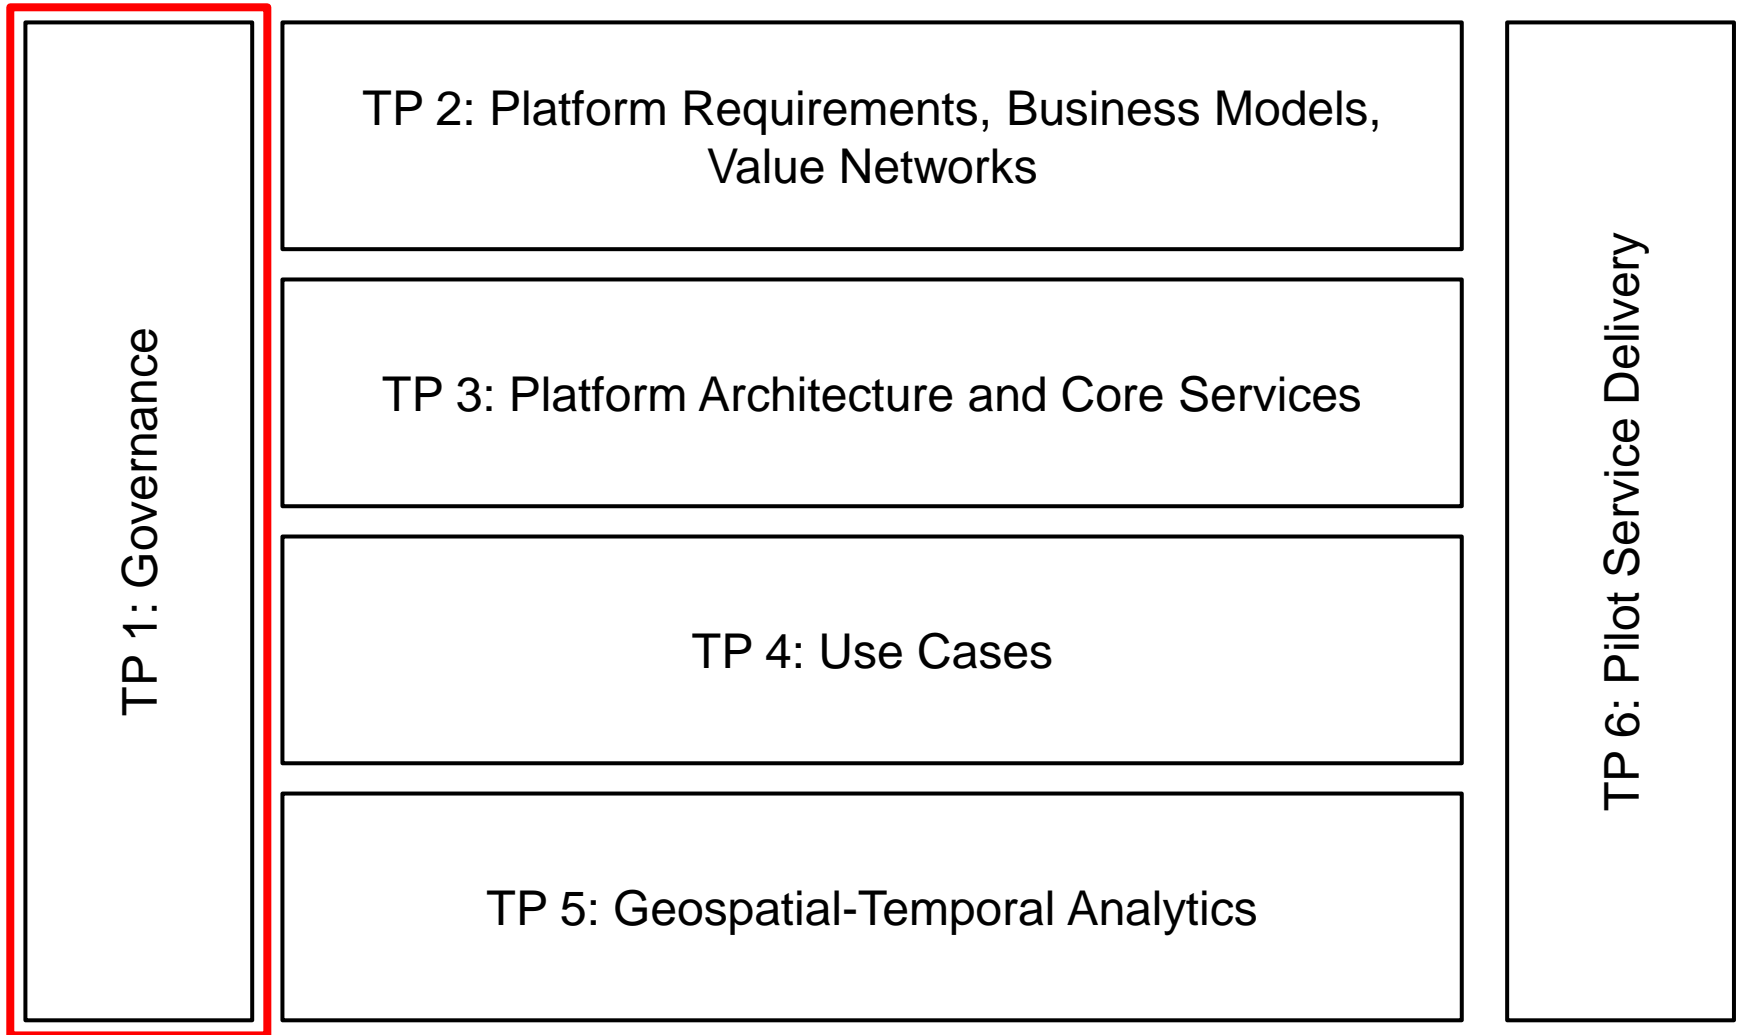 TP 1: Governance
TP 2: Platform Requirements, Business Models,
Value Networks
TP 3: Platform Architecture and Core Services
TP 4: Use Cases
TP 5: Geospatial-Temporal Analytics
TP 6: Pilot Service Delivery